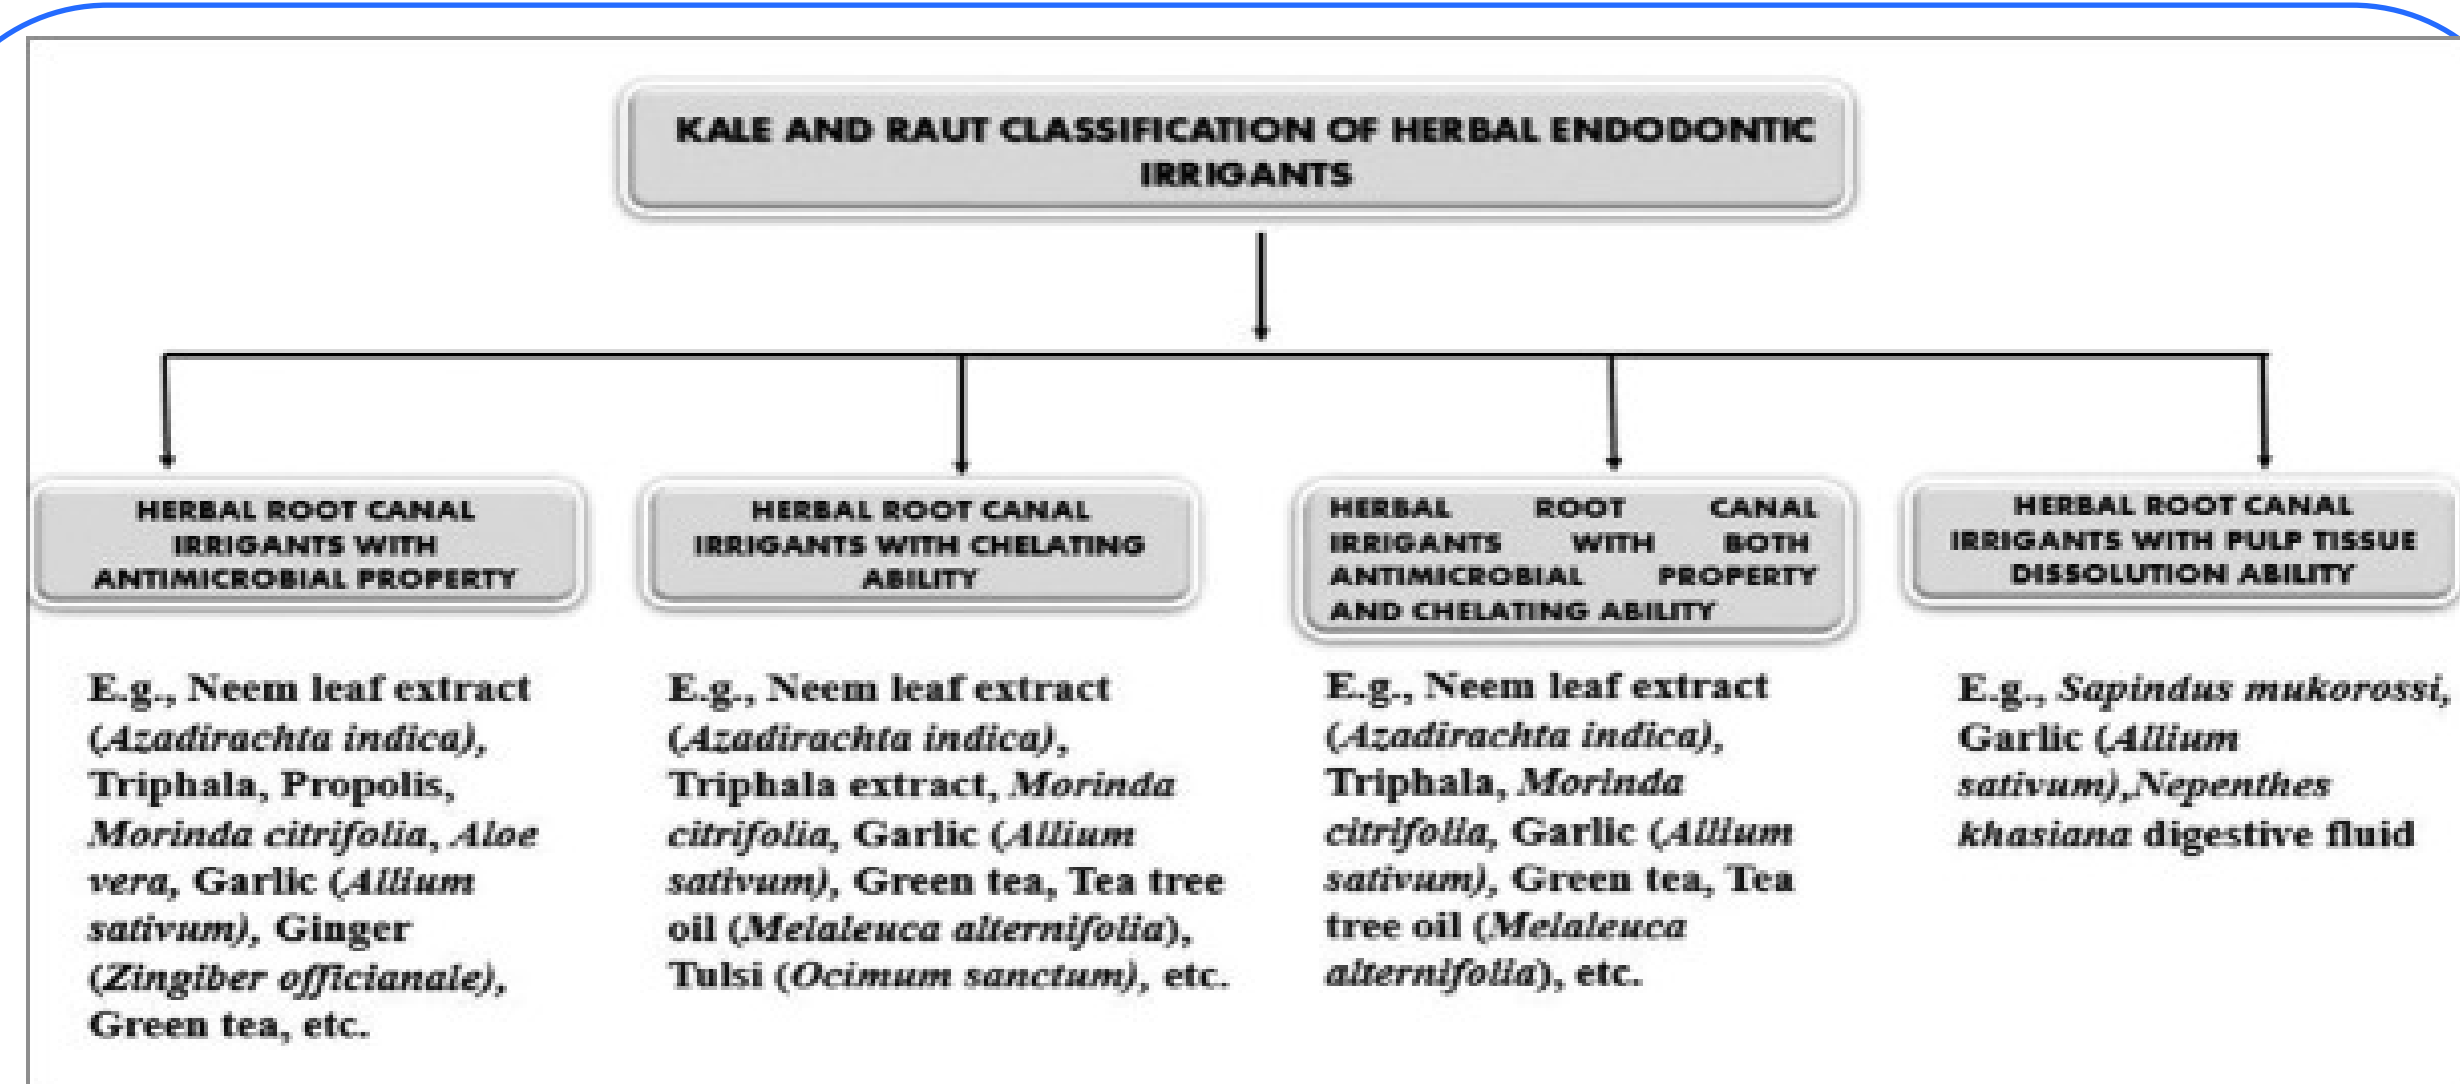 KALE AND RAUT CLASSIFICATION OF HERBAL ENDODONTIC
IRRIGANTS
HERBAL ROOT CANAL
IRRIGANTS WITH
ANTIMICROBIAL PROPERTY
E.g., Neem leaf extract
(Azadirachta indica),
Triphala, Propolis,
Morinda citrifolia, Aloe
vera, Garlic (Allium
sativum), Ginger
(Zingiber officianale),
Green tea, etc.
HERBAL ROOT CANAL
IRRIGANTS WITH CHELATING
ABILITY
E.g., Neem leaf extract
(Azadirachta indica),
Triphala extract, Morinda
citrifolia, Garlic (Allium
sativum), Green tea, Tea tree
oil (Melaleuca alternifolia),
Tulsi (Ocimum sanctum), etc.
HERBAL ROOT CANAL
IRRIGANTS WITH BOTH
ANTIMICROBIAL PROPERTY
AND CHELATING ABILITY
E.g., Neem leaf extract
(Azadirachta indica),
Triphala, Morinda
citrifolia, Garlic (Allium
sativum), Green tea, Tea
tree oil (Melaleuca
alternifolia), etc.
HERBAL ROOT CANAL
IRRIGANTS WITH PULP TISSUE
DISSOLUTION ABILITY
E.g., Sapindus mukorossi,
Garlic (Allium
sativum),Nepenthes
khasiana digestive fluid